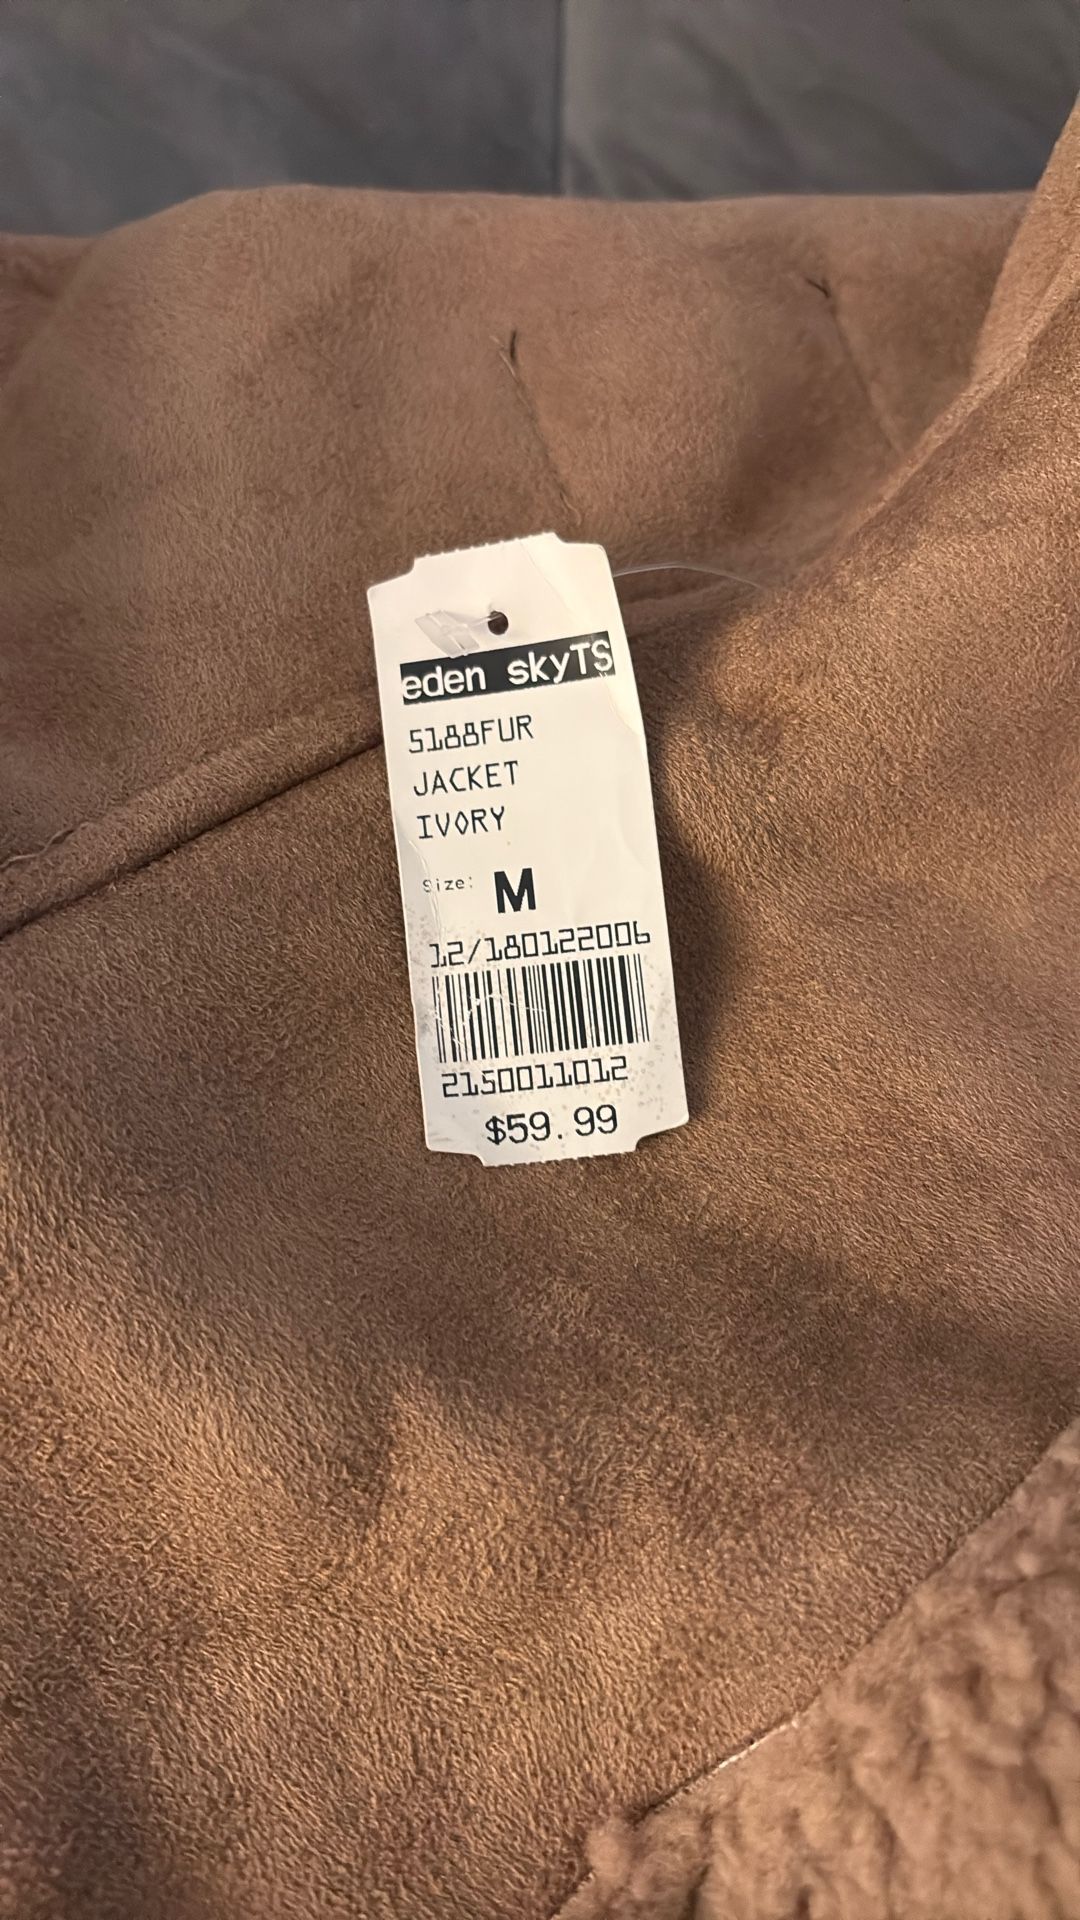 eden skyTS
5188FUR
JACKET
IVORY
Size: M
12/180122006
2150011012
$59.99